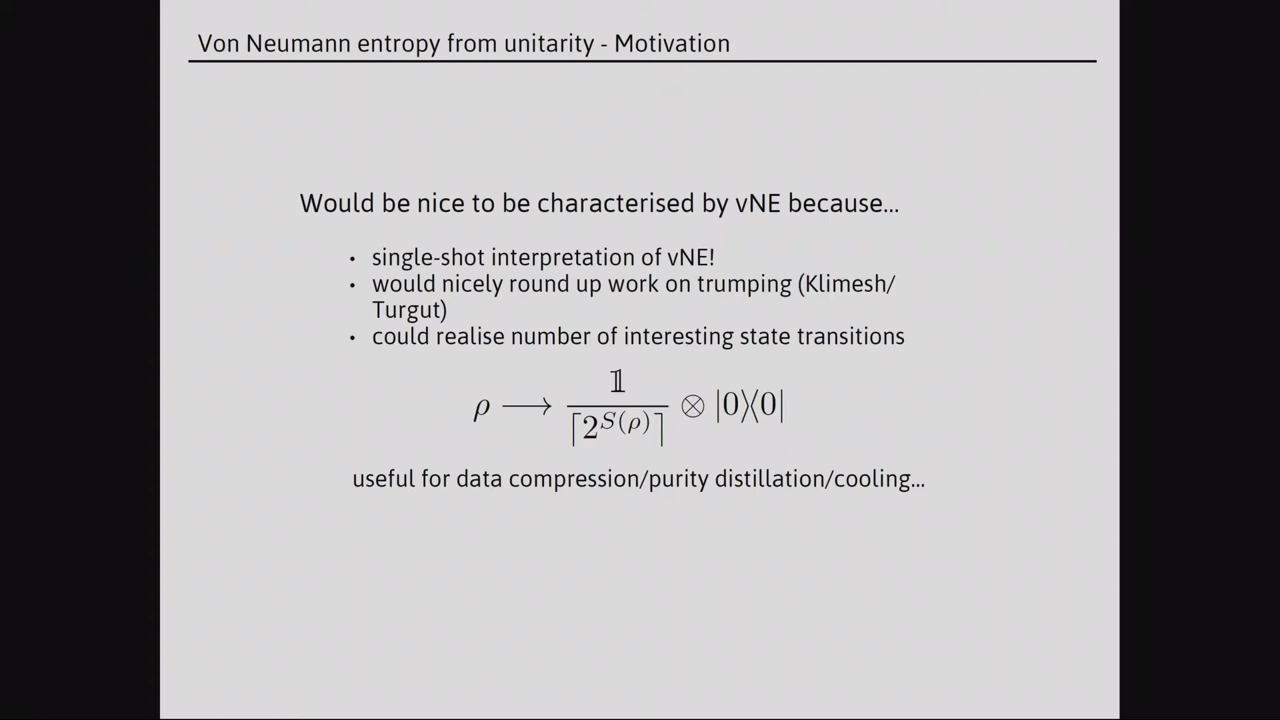 Von Neumann entropy from unitarity - Motivation
Would be nice to be characterised by vNE because...
• single-shot interpretation of vNE!
• would nicely round up work on trumping (Klimesh/
Turgut)
• could realise number of interesting state transitions
ρ ⟶ 𝟙 / ⌈2^{S(ρ)}⌉ ⊗ |0⟩⟨0|
useful for data compression/purity distillation/cooling...